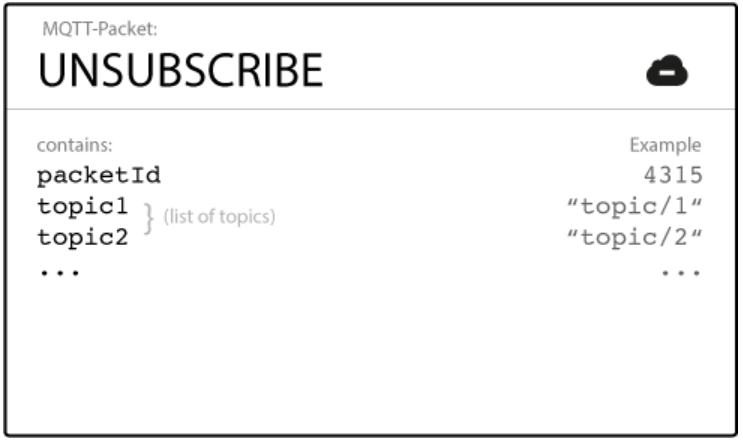 MQTT-Packet:
UNSUBSCRIBE
contains: Example
packetId 4315
topic1 } (list of topics) “topic/1“
topic2 “topic/2“
... ...